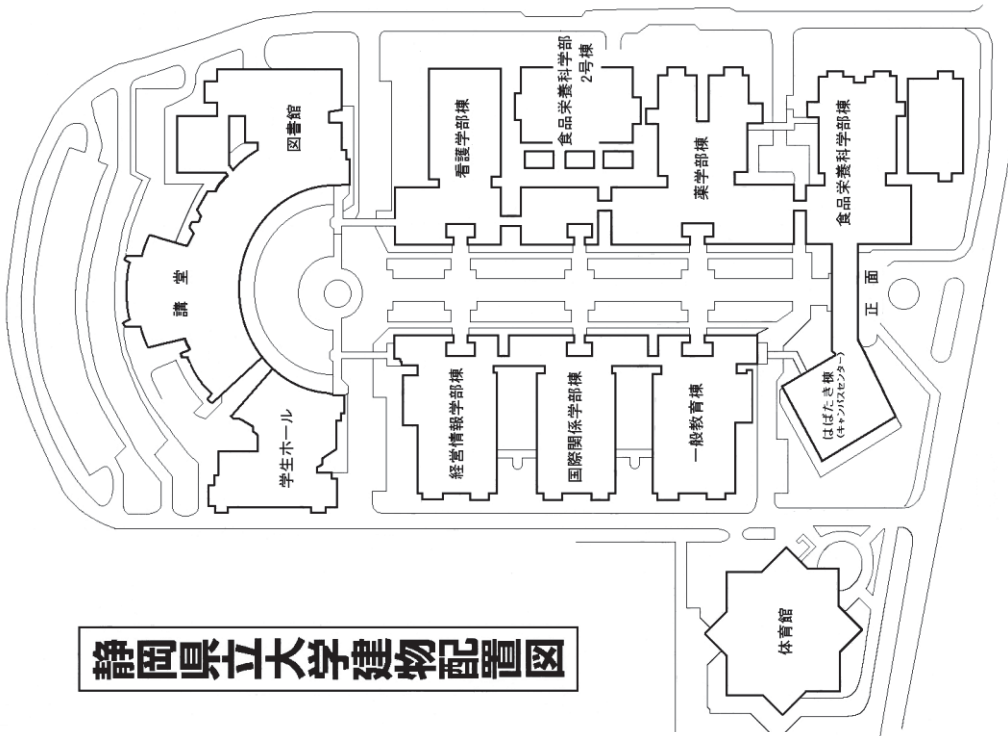 図書館
講堂
学生ホール
看護学部棟
食品栄養科学部
2号棟
薬学部棟
食品栄養科学部棟
正面
経営情報学部棟
国際関係学部棟
一般教育棟
はばたき棟
(キャンパスセンター)
体育館
静岡県立大学建物配置図